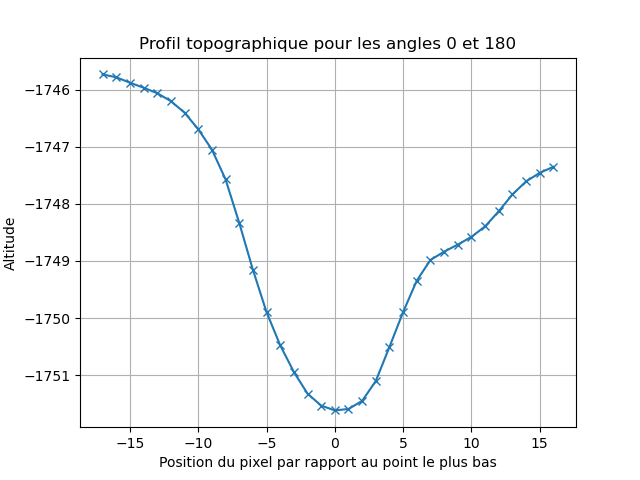 Profil topographique pour les angles 0 et 180
Altitude
−1746
−1747
−1748
−1749
−1750
−1751
−15 −10 −5 0 5 10 15
Position du pixel par rapport au point le plus bas